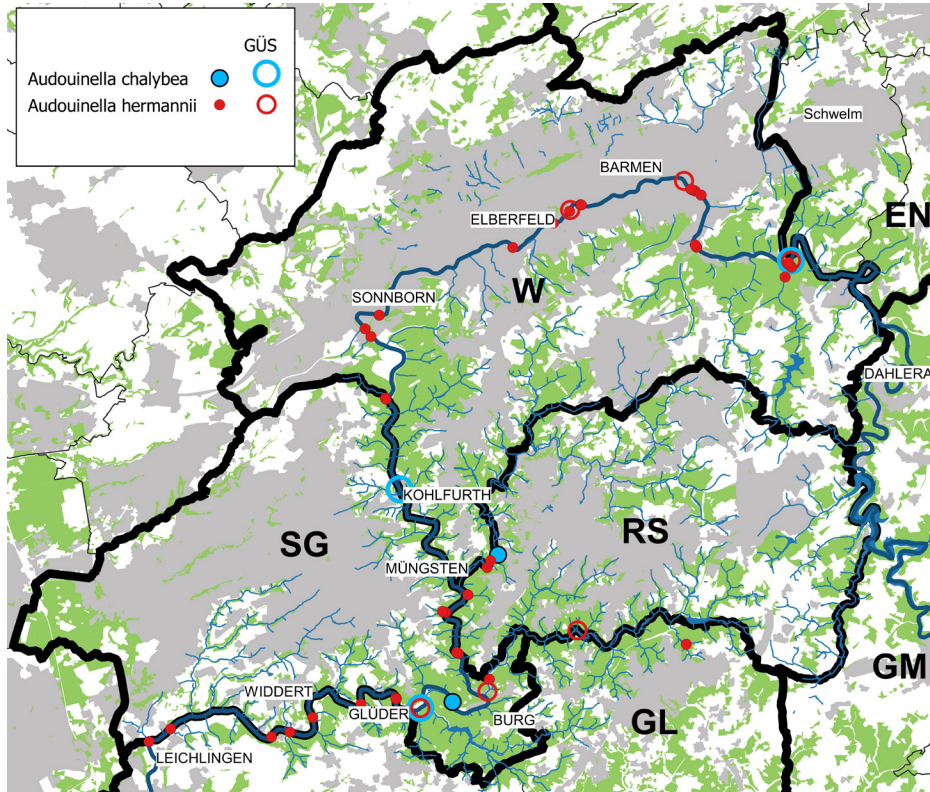 GÜS
Audouinella chalybea
Audouinella hermannii
Schwelm
BARMEN
EN
ELBERFELD
W
SONNBORN
DAHLERA
KOHLFURTH
SG
RS
MÜNGSTEN
GM
WIDDERT
GLÜDER
BURG
GL
LEICHLINGEN